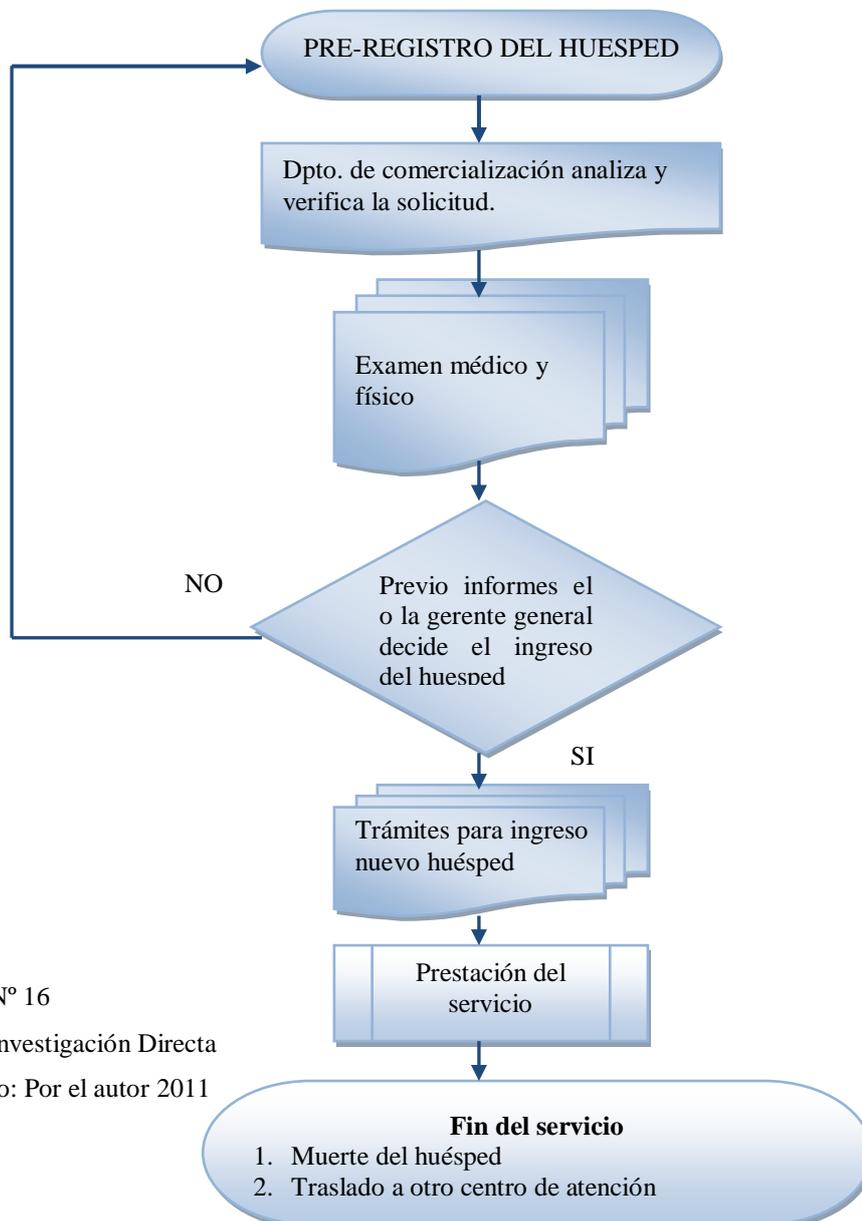 PRE-REGISTRO DEL HUESPED
Dpto. de comercialización analiza y
verifica la solicitud.
Examen médico y
físico
NO
Previo informes el
o la gerente general
decide el ingreso
del huesped
SI
Trámites para ingreso
nuevo huésped
Prestación del
servicio
Nº 16
nvestigación Directa
o: Por el autor 2011
Fin del servicio
1. Muerte del huésped
2. Traslado a otro centro de atención